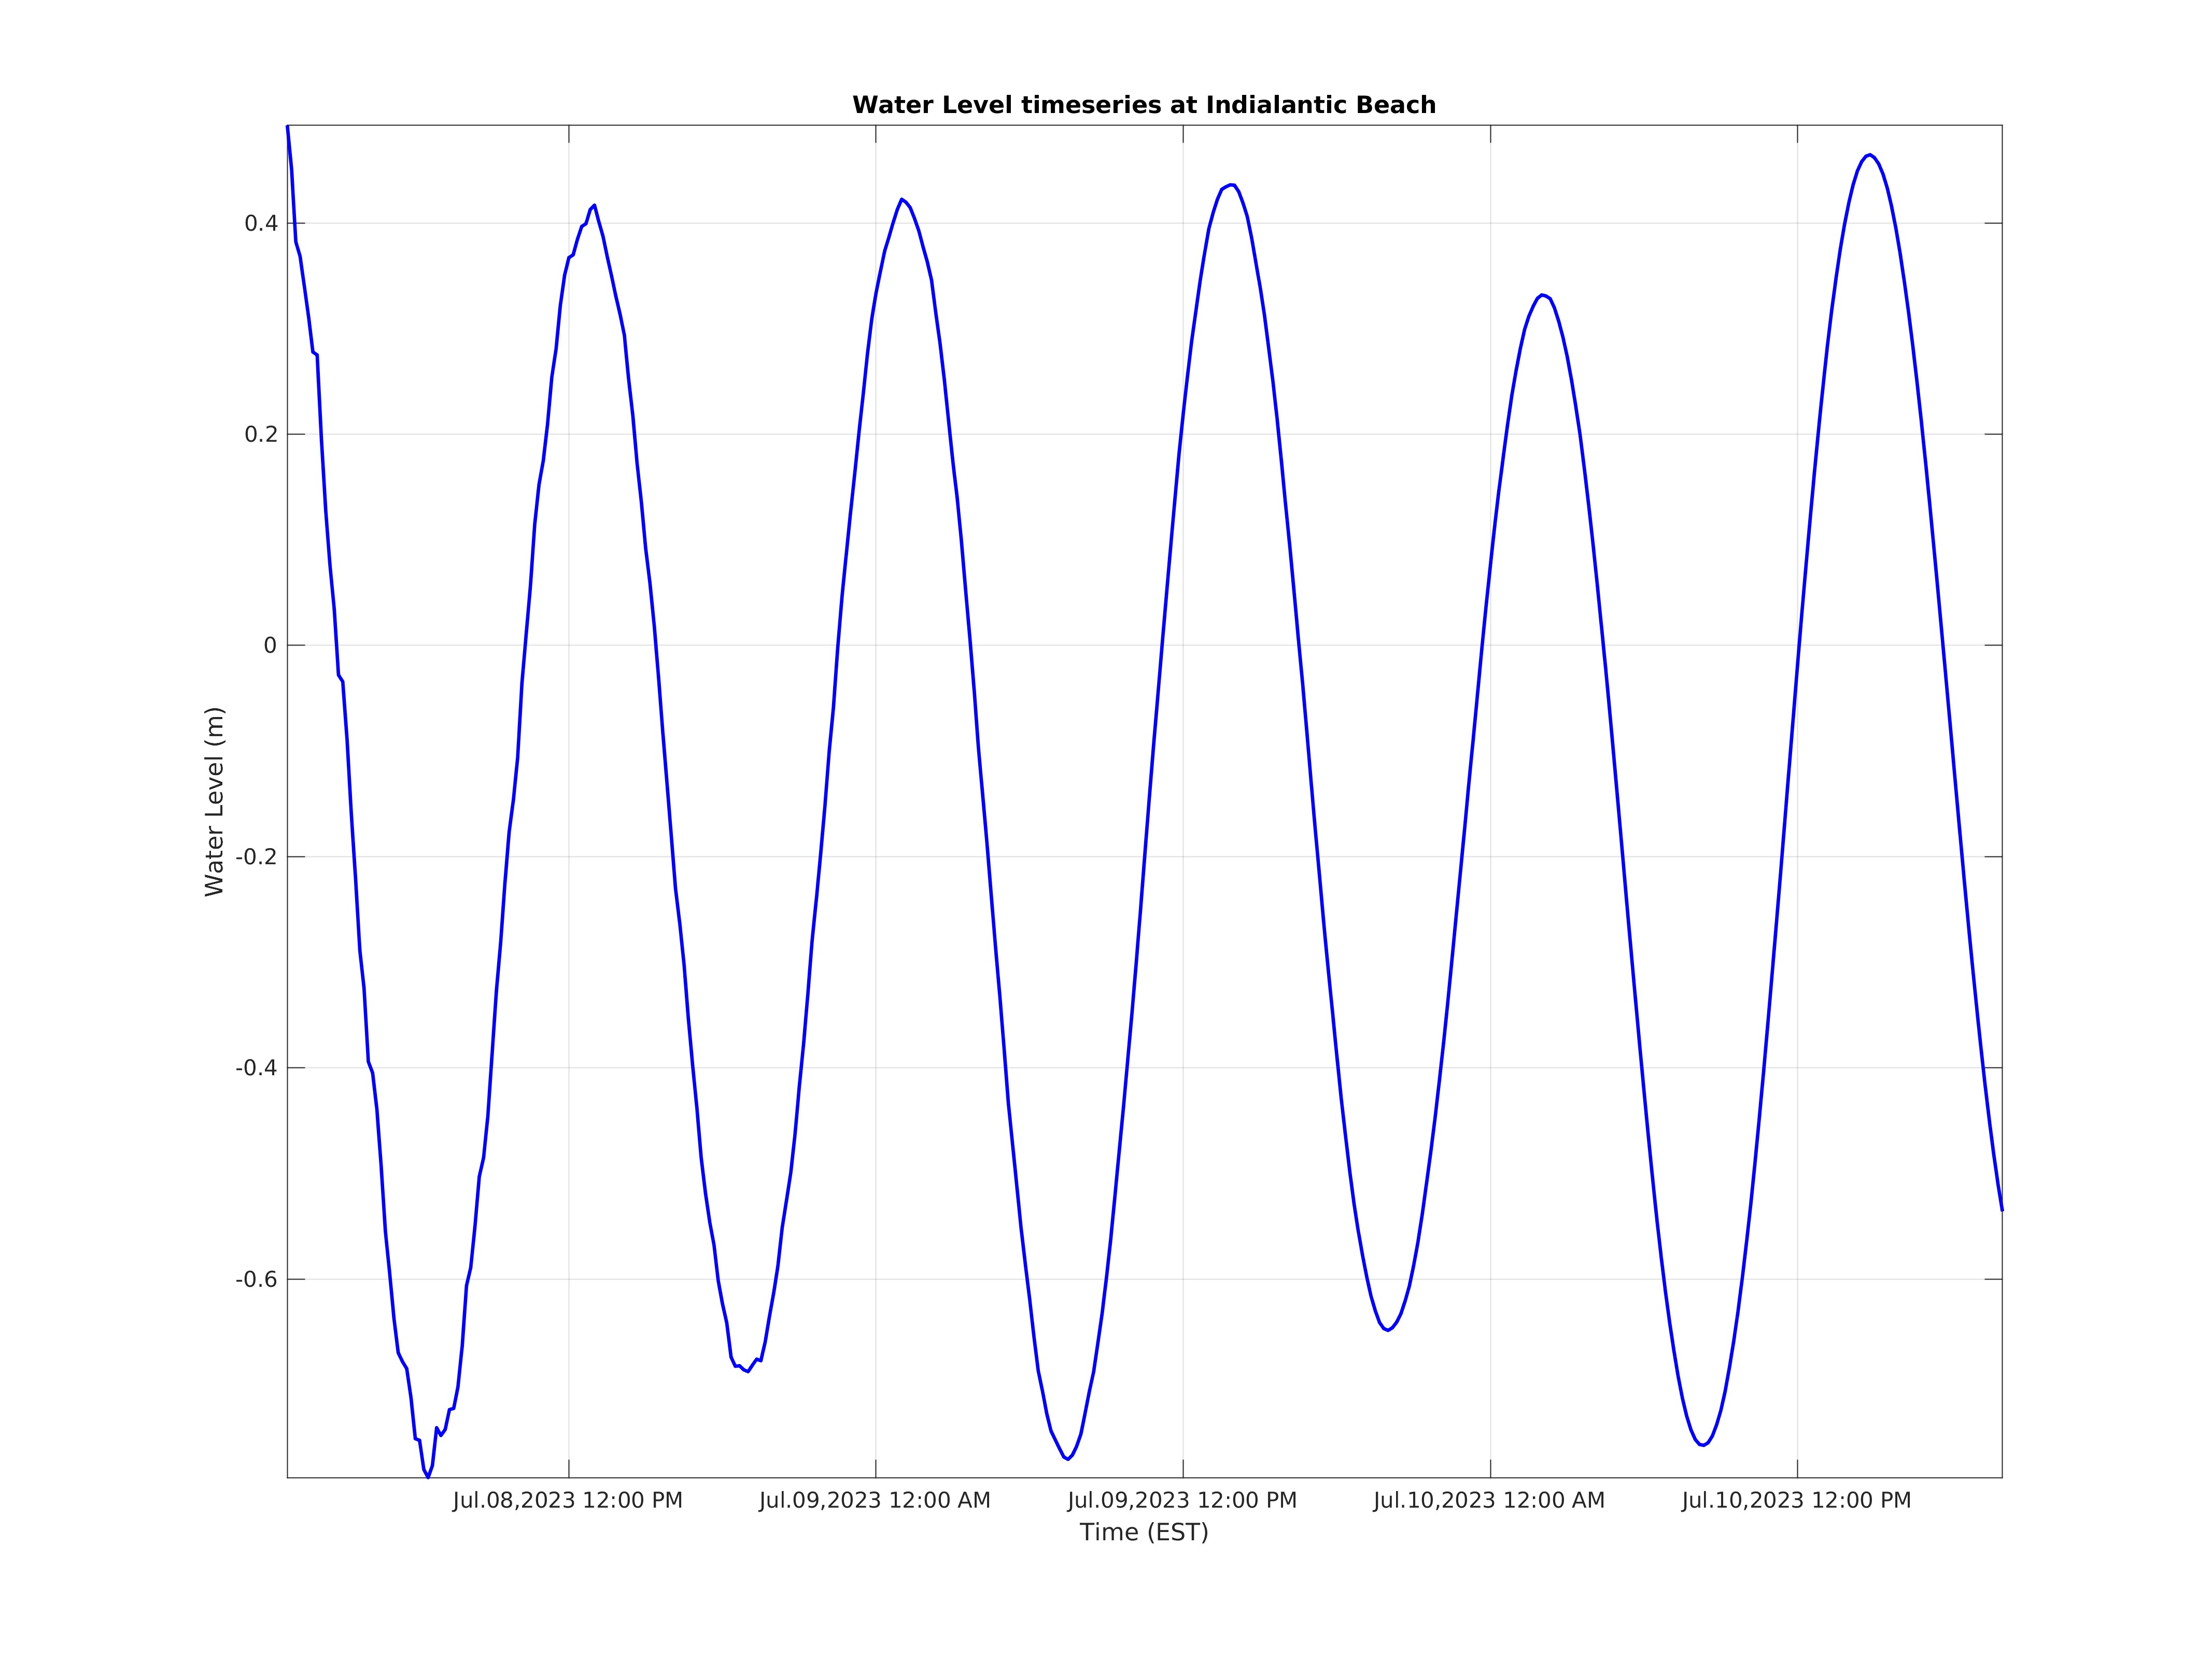 Water Level timeseries at Indialantic Beach
0.4
0.2
0
-0.2
-0.4
-0.6
Water Level (m)
Jul.08,2023 12:00 PM
Jul.09,2023 12:00 AM
Jul.09,2023 12:00 PM
Jul.10,2023 12:00 AM
Jul.10,2023 12:00 PM
Time (EST)